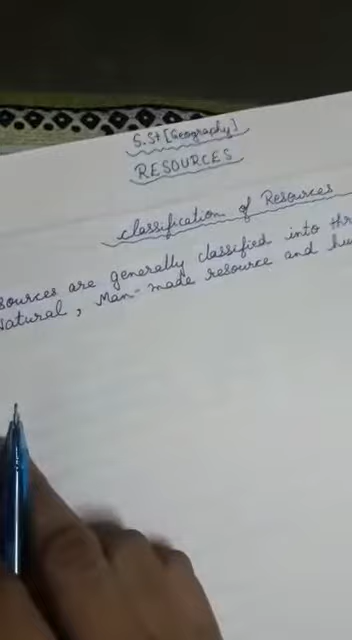 S.St [Geography]
RESOURCES
classification of Resources
sources are generally classified into thr
Natural, Man-made resource and hu